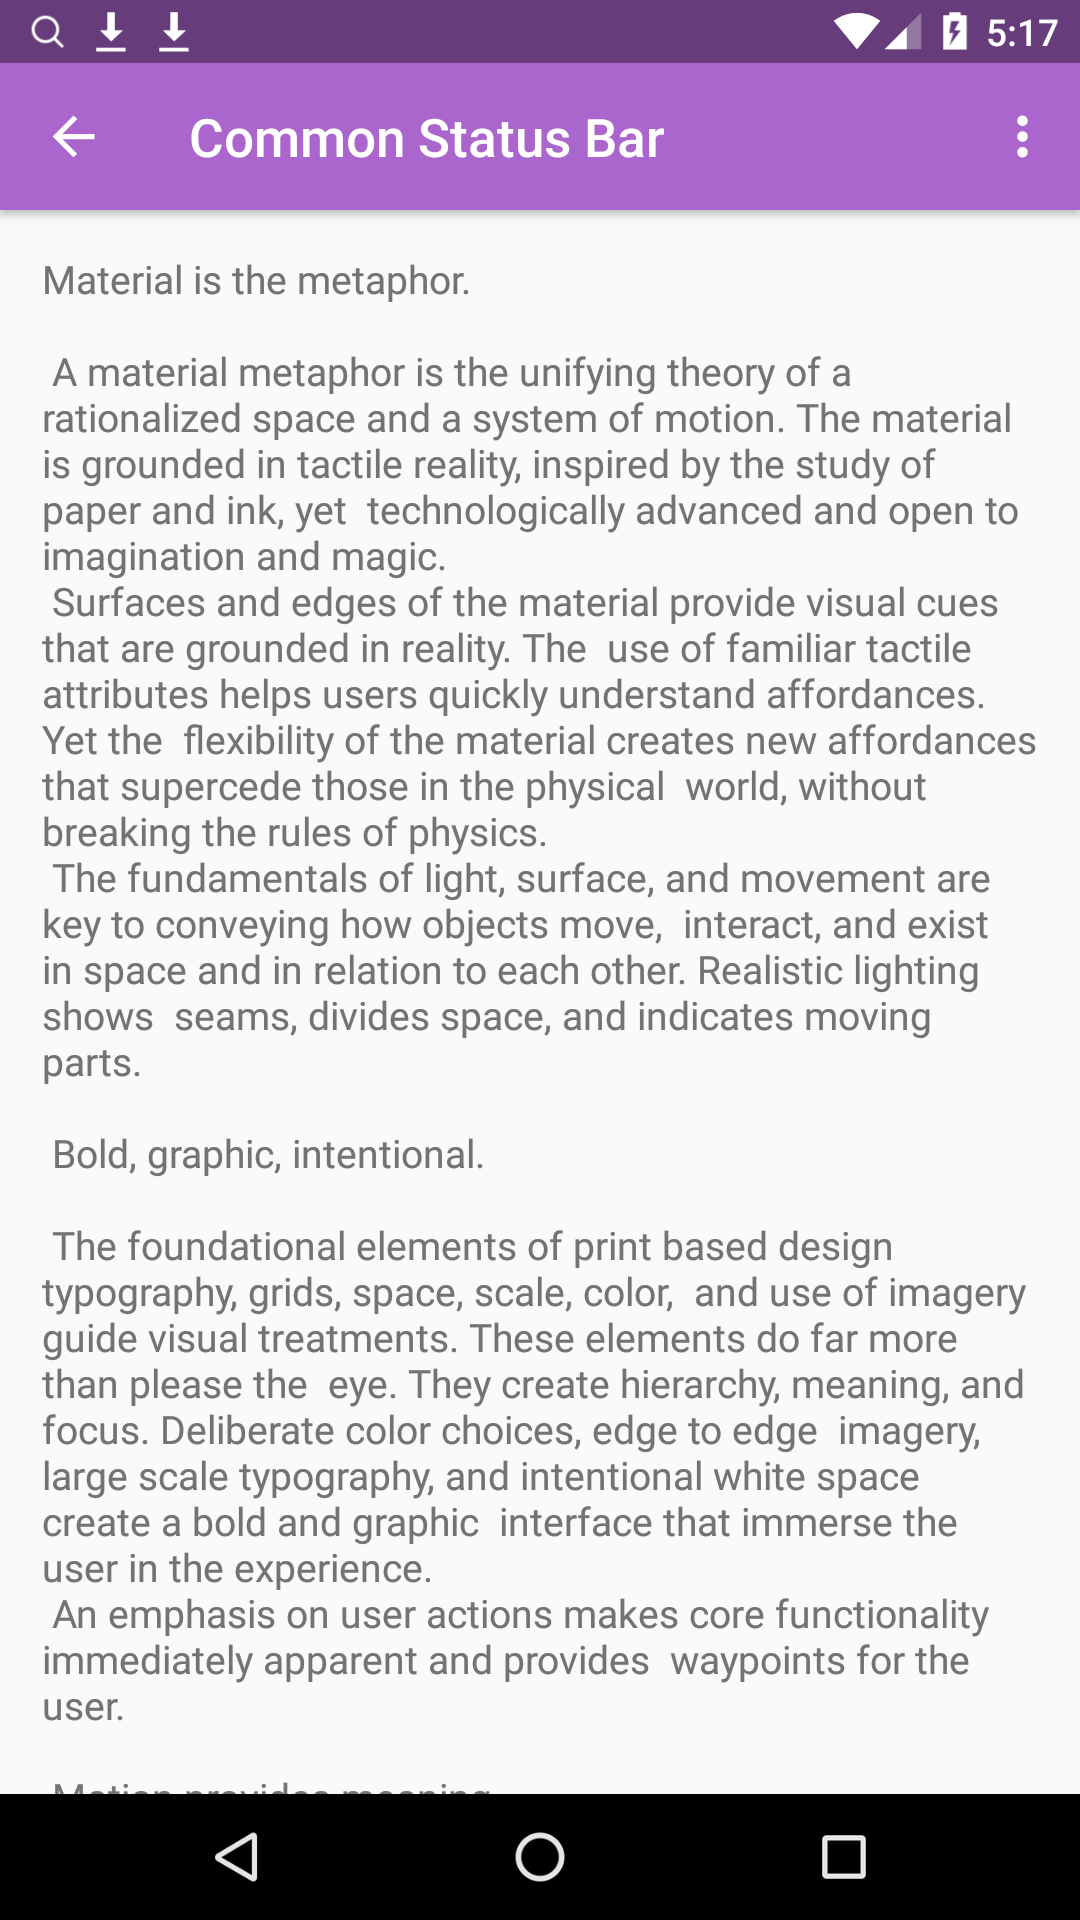 5:17
Common Status Bar
Material is the metaphor.
A material metaphor is the unifying theory of a
rationalized space and a system of motion. The material
is grounded in tactile reality, inspired by the study of
paper and ink, yet  technologically advanced and open to
imagination and magic.
Surfaces and edges of the material provide visual cues
that are grounded in reality. The  use of familiar tactile
attributes helps users quickly understand affordances.
Yet the  flexibility of the material creates new affordances
that supercede those in the physical  world, without
breaking the rules of physics.
The fundamentals of light, surface, and movement are
key to conveying how objects move,  interact, and exist
in space and in relation to each other. Realistic lighting
shows  seams, divides space, and indicates moving
parts.
Bold, graphic, intentional.
The foundational elements of print based design
typography, grids, space, scale, color,  and use of imagery
guide visual treatments. These elements do far more
than please the  eye. They create hierarchy, meaning, and
focus. Deliberate color choices, edge to edge  imagery,
large scale typography, and intentional white space
create a bold and graphic  interface that immerse the
user in the experience.
An emphasis on user actions makes core functionality
immediately apparent and provides  waypoints for the
user.
Motion provides meaning